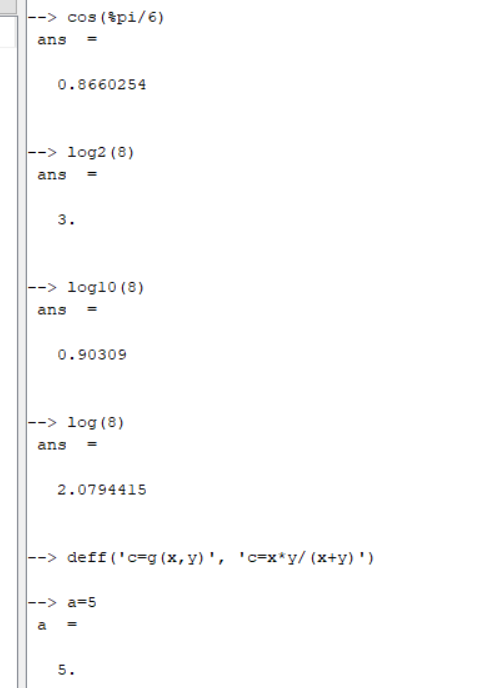 --> cos(%pi/6)
ans  =
0.8660254
--> log2(8)
ans  =
3.
--> log10(8)
ans  =
0.90309
--> log(8)
ans  =
2.0794415
--> deff('c=g(x,y)', 'c=x*y/(x+y)')
--> a=5
a  =
5.